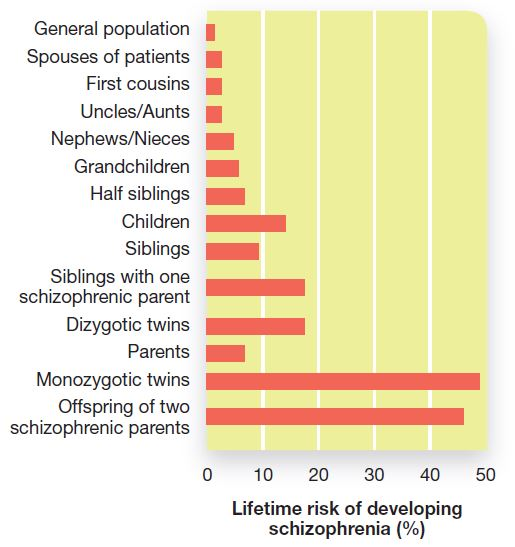 General population
Spouses of patients
First cousins
Uncles/Aunts
Nephews/Nieces
Grandchildren
Half siblings
Children
Siblings
Siblings with one
schizophrenic parent
Dizygotic twins
Parents
Monozygotic twins
Offspring of two
schizophrenic parents
0 10 20 30 40 50
Lifetime risk of developing
schizophrenia (%)